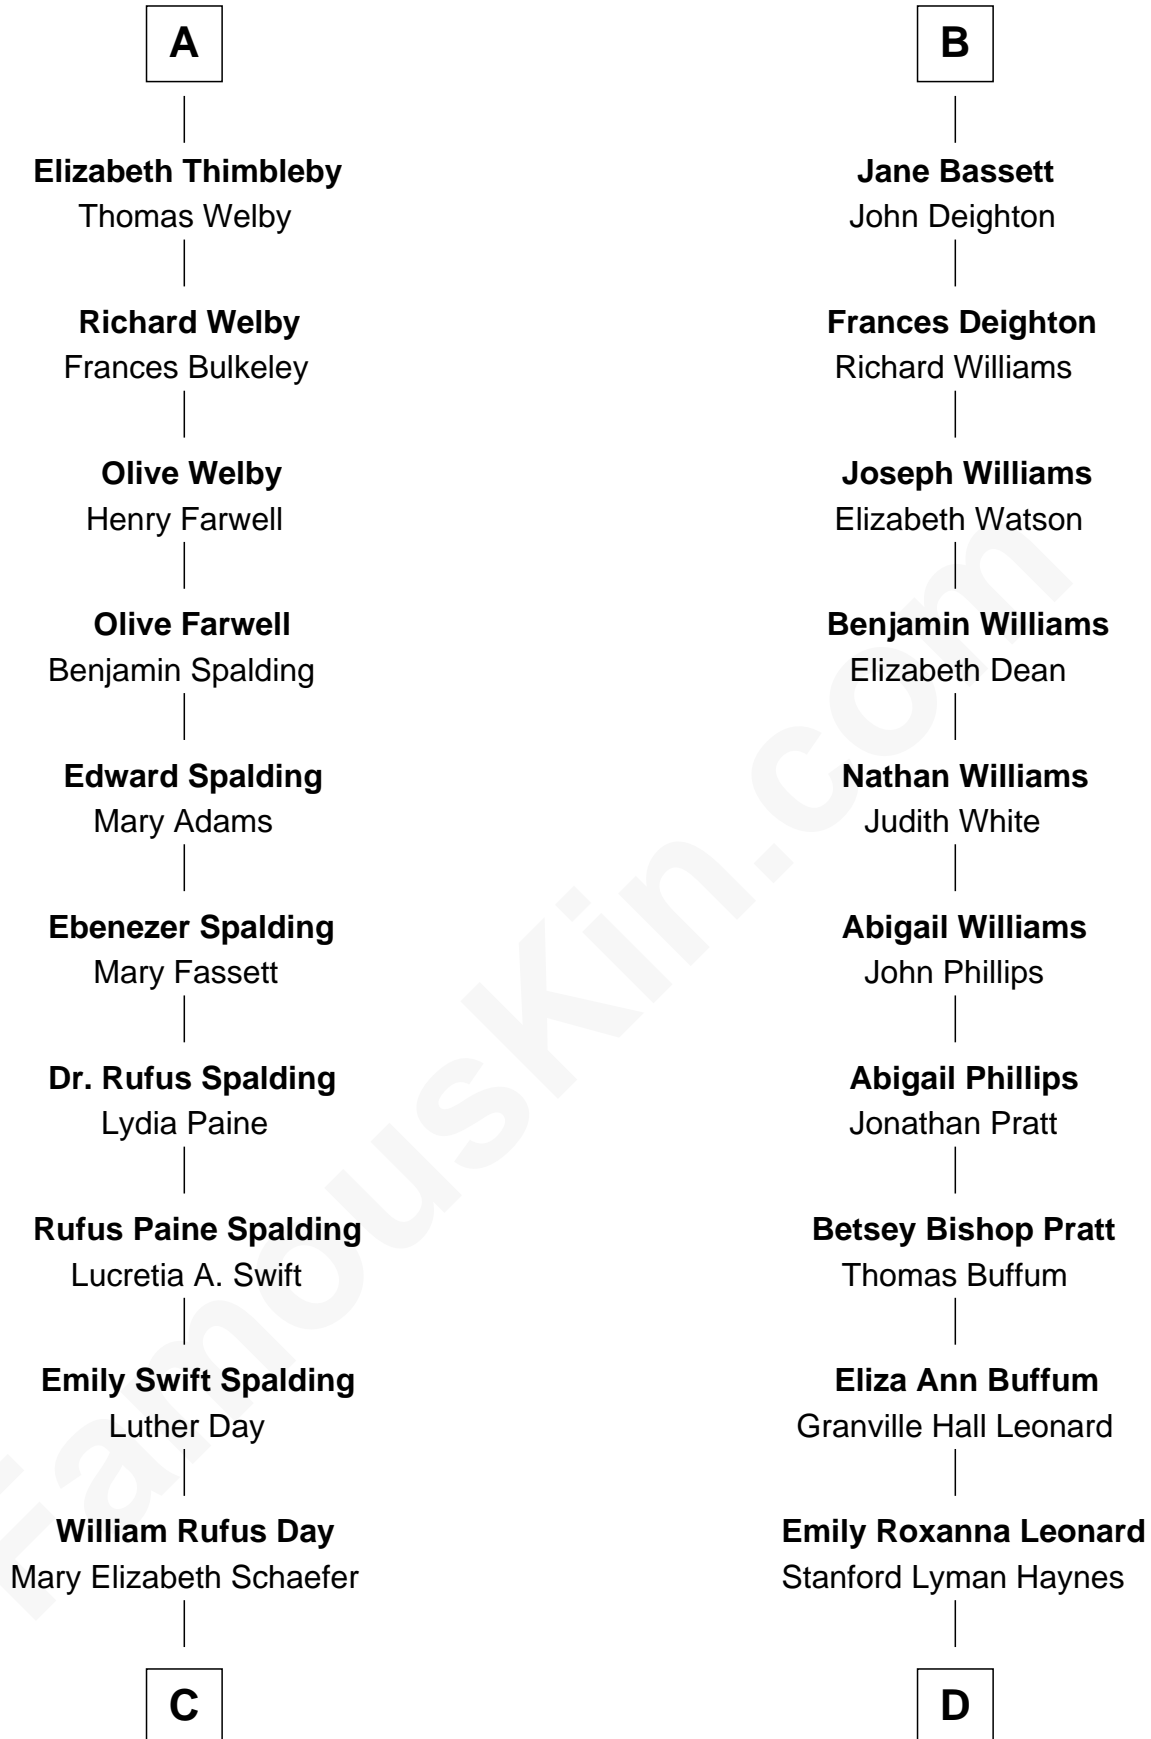 A
Elizabeth Thimbleby
Thomas Welby
Richard Welby
Frances Bulkeley
Olive Welby
Henry Farwell
Olive Farwell
Benjamin Spalding
Edward Spalding
Mary Adams
Ebenezer Spalding
Mary Fassett
Dr. Rufus Spalding
Lydia Paine
Rufus Paine Spalding
Lucretia A. Swift
Emily Swift Spalding
Luther Day
William Rufus Day
Mary Elizabeth Schaefer
C
B
Jane Bassett
John Deighton
Frances Deighton
Richard Williams
Joseph Williams
Elizabeth Watson
Benjamin Williams
Elizabeth Dean
Nathan Williams
Judith White
Abigail Williams
John Phillips
Abigail Phillips
Jonathan Pratt
Betsey Bishop Pratt
Thomas Buffum
Eliza Ann Buffum
Granville Hall Leonard
Emily Roxanna Leonard
Stanford Lyman Haynes
D
FamousKin.com